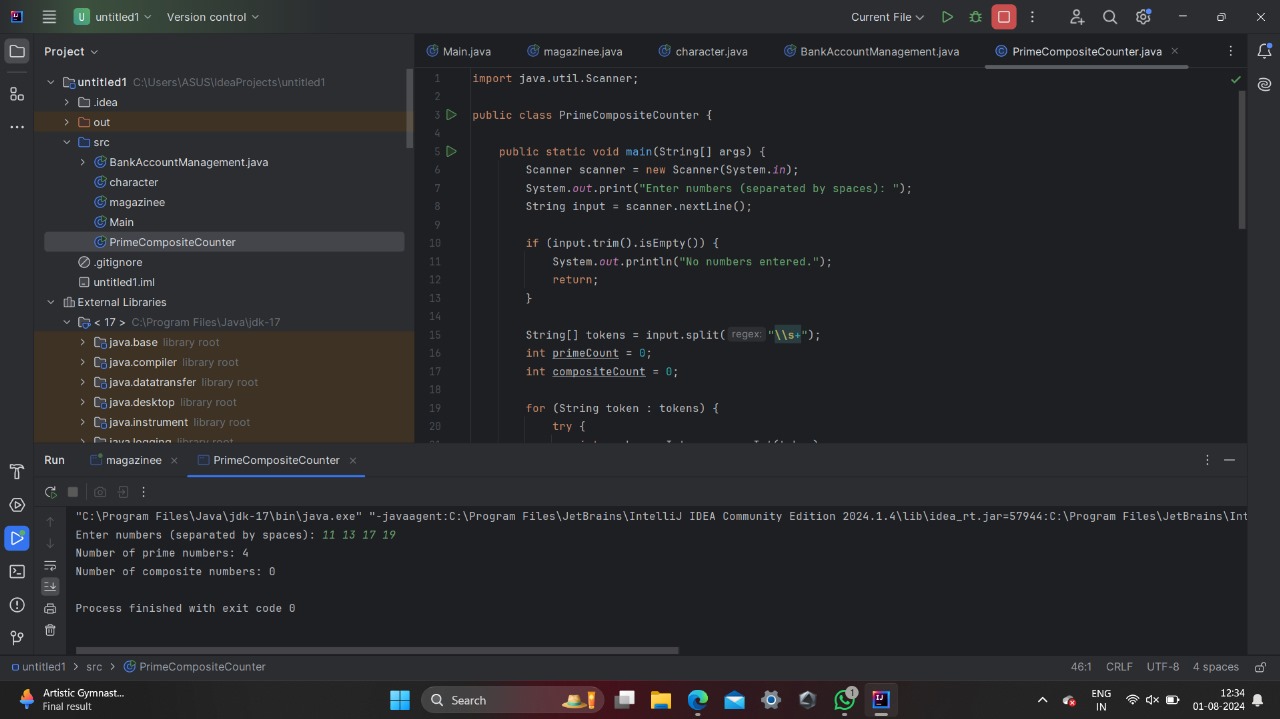 U untitled1 Version control Current File
Project
Main.java magazinee.java character.java BankAccountManagement.java PrimeCompositeCounter.java
untitled1 C:\Users\ASUS\IdeaProjects\untitled1
.idea
out
src
BankAccountManagement.java
character
magazinee
Main
PrimeCompositeCounter
.gitignore
untitled1.iml
External Libraries
< 17 > C:\Program Files\Java\jdk-17
java.base library root
java.compiler library root
java.datatransfer library root
java.desktop library root
java.instrument library root
java.logging library root
1 import java.util.Scanner;
2
3 public class PrimeCompositeCounter {
4
5 public static void main(String[] args) {
6 Scanner scanner = new Scanner(System.in);
7 System.out.print("Enter numbers (separated by spaces): ");
8 String input = scanner.nextLine();
9
10 if (input.trim().isEmpty()) {
11 System.out.println("No numbers entered.");
12 return;
13 }
14
15 String[] tokens = input.split( regex: "\\s+");
16 int primeCount = 0;
17 int compositeCount = 0;
18
19 for (String token : tokens) {
20 try {
Run magazinee PrimeCompositeCounter
"C:\Program Files\Java\jdk-17\bin\java.exe" "-javaagent:C:\Program Files\JetBrains\IntelliJ IDEA Community Edition 2024.1.4\lib\idea_rt.jar=57944:C:\Program Files\JetBrains\Int
Enter numbers (separated by spaces): 11 13 17 19
Number of prime numbers: 4
Number of composite numbers: 0
Process finished with exit code 0
untitled1 > src > PrimeCompositeCounter 46:1 CRLF UTF-8 4 spaces
Artistic Gymnast...
Final result
Search
1
ENG
IN
12:34
01-08-2024